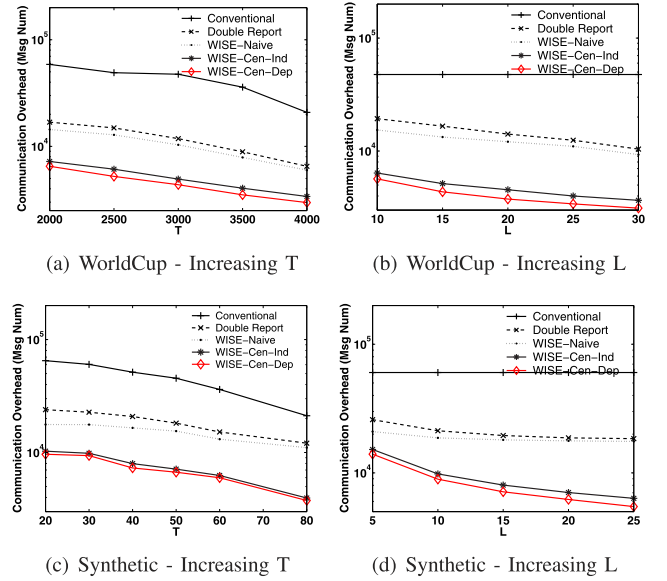 Communication Overhead (Msg Num)
10^5
10^4
Conventional
Double Report
WISE-Naive
WISE-Cen-Ind
WISE-Cen-Dep
2000 2500 3000 3500 4000
T
(a) WorldCup - Increasing T
Communication Overhead (Msg Num)
10^5
10^4
Conventional
Double Report
WISE-Naive
WISE-Cen-Ind
WISE-Cen-Dep
10 15 20 25 30
L
(b) WorldCup - Increasing L
Communication Overhead (Msg Num)
10^5
10^4
Conventional
Double Report
WISE-Naive
WISE-Cen-Ind
WISE-Cen-Dep
20 30 40 50 60 70 80
T
(c) Synthetic - Increasing T
Communication Overhead (Msg Num)
10^5
10^4
Conventional
Double Report
WISE-Naive
WISE-Cen-Ind
WISE-Cen-Dep
5 10 15 20 25
L
(d) Synthetic - Increasing L